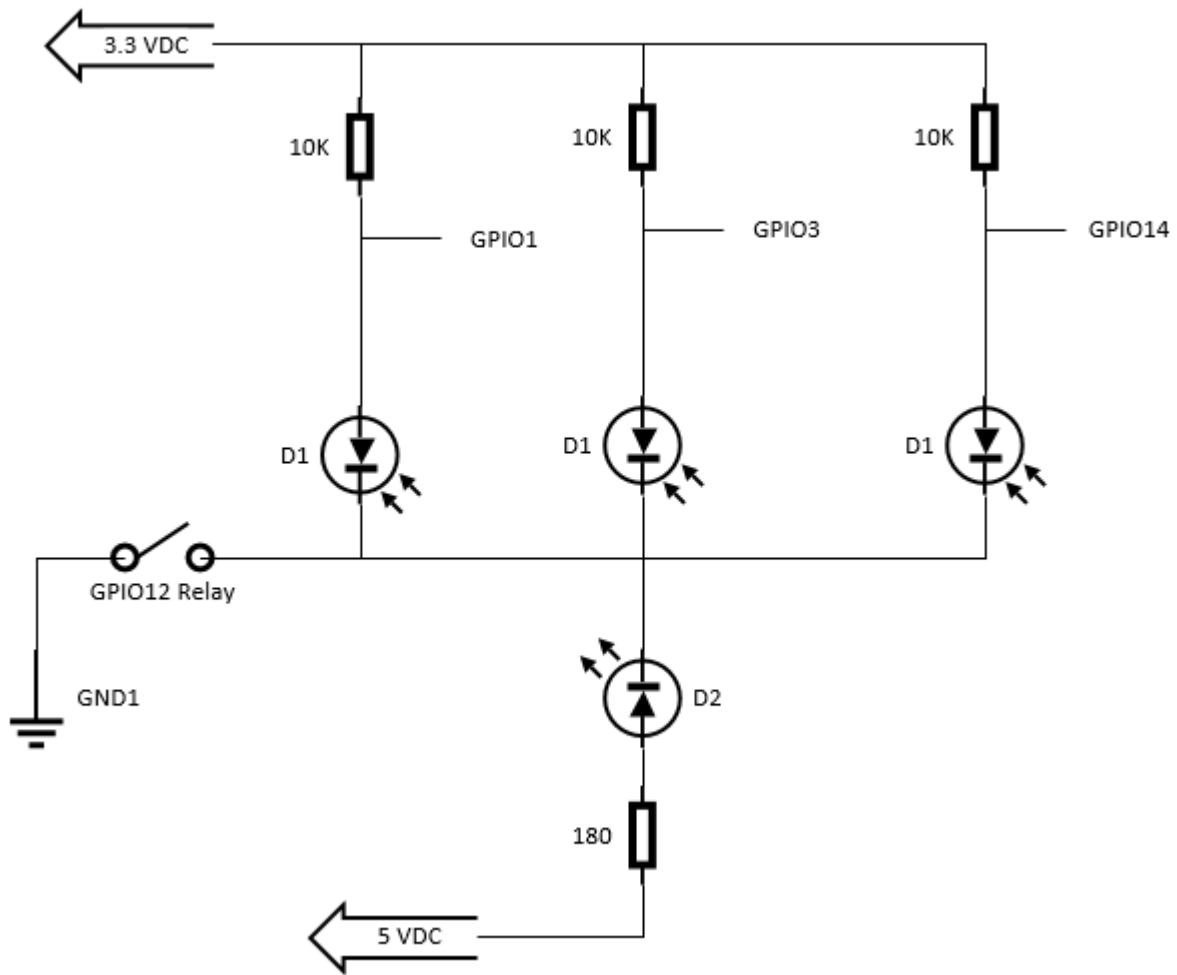 3.3 VDC
10K
10K
10K
GPIO1
GPIO3
GPIO14
D1
D1
D1
GPIO12 Relay
GND1
D2
180
5 VDC